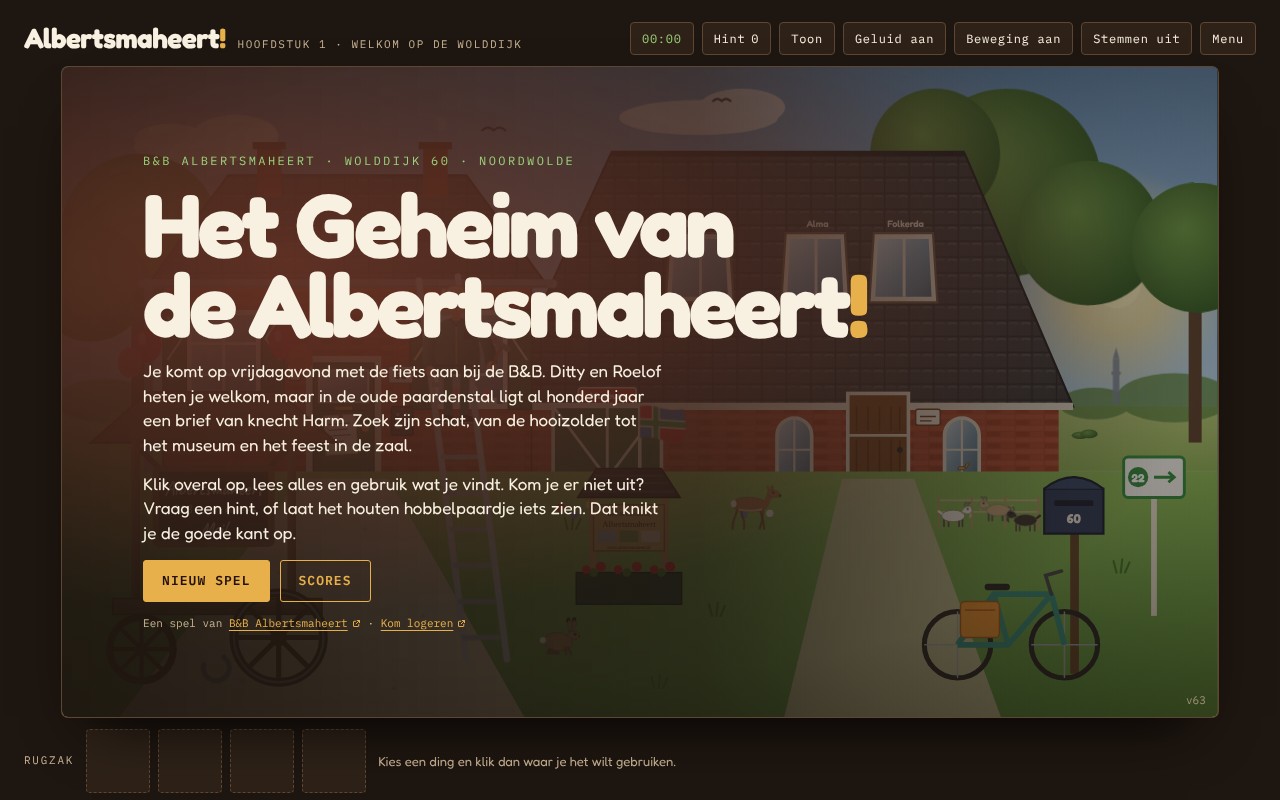 Albertsmaheert!
HOOFDSTUK 1 · WELKOM OP DE WOLDDIJK
00:00
Hint 0
Toon
Geluid aan
Beweging aan
Stemmen uit
Menu
B&B ALBERTSMAHEERT · WOLDDIJK 60 · NOORDWOLDE
Het Geheim van
de Albertsmaheert!
Alma
Folkerda
Je komt op vrijdagavond met de fiets aan bij de B&B. Ditty en Roelof
heten je welkom, maar in de oude paardenstal ligt al honderd jaar
een brief van knecht Harm. Zoek zijn schat, van de hooizolder tot
het museum en het feest in de zaal.
Klik overal op, lees alles en gebruik wat je vindt. Kom je er niet uit?
Vraag een hint, of laat het houten hobbelpaardje iets zien. Dat knikt
je de goede kant op.
22
60
NIEUW SPEL
SCORES
Een spel van B&B Albertsmaheert · Kom logeren
v63
RUGZAK
Kies een ding en klik dan waar je het wilt gebruiken.